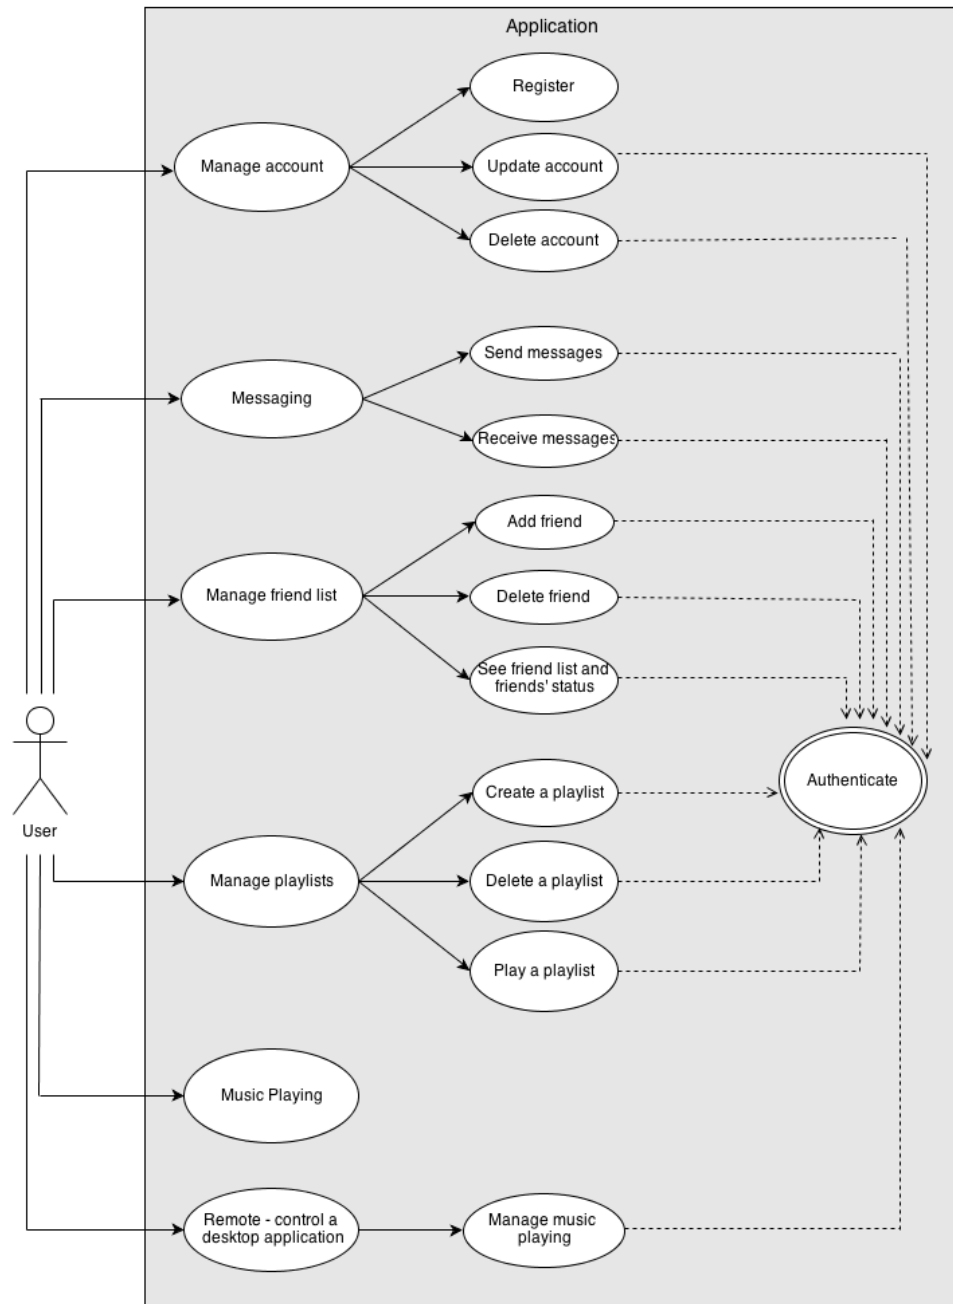 Application
Register
Manage account
Update account
Delete account
Send messages
Messaging
Receive messages
Add friend
Manage friend list
Delete friend
See friend list and
friends' status
User
Create a playlist
Authenticate
Manage playlists
Delete a playlist
Play a playlist
Music Playing
Remote - control a
desktop application
Manage music
playing